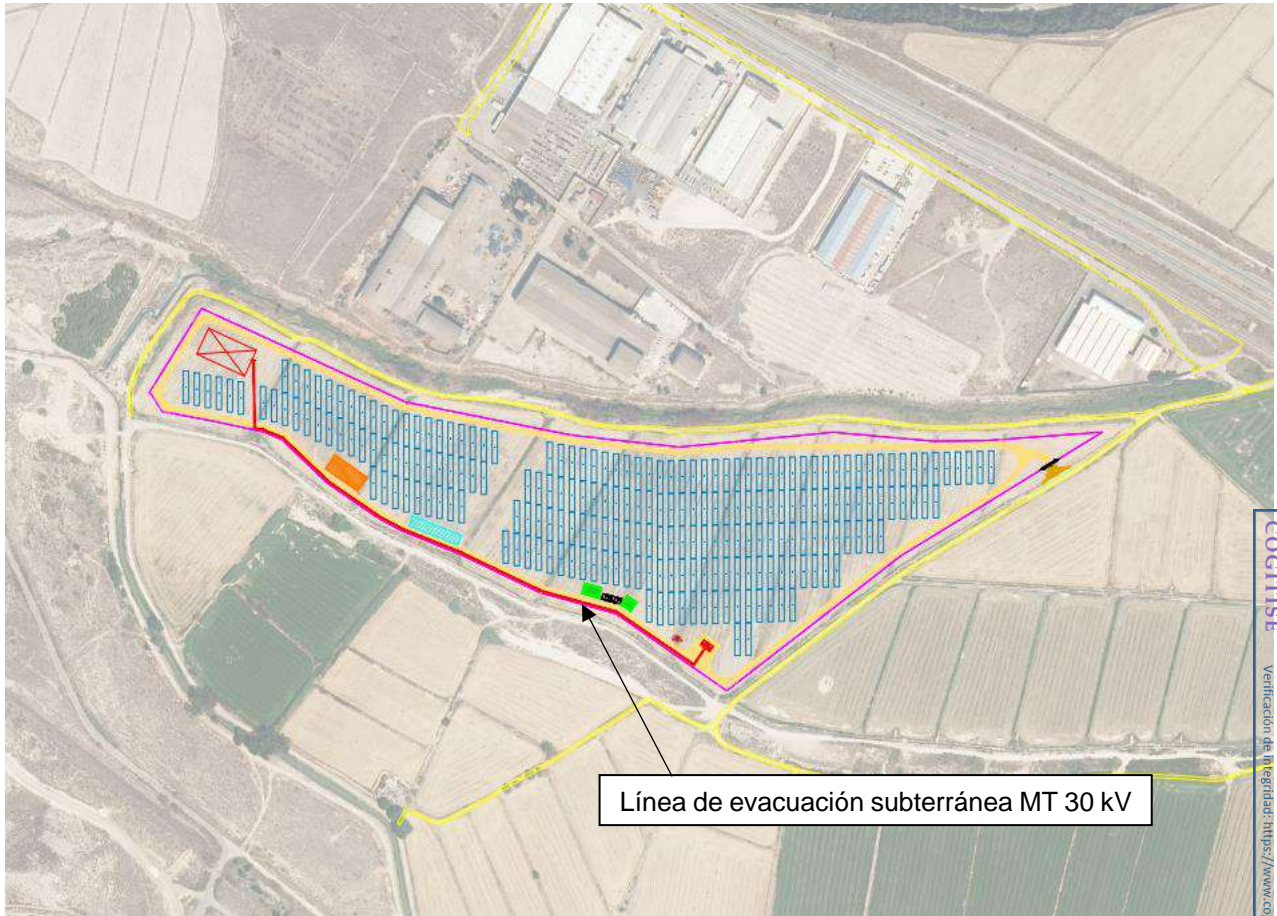 Línea de evacuación subterránea MT 30 kV
COGITISE
Verificación de integridad: https://www.co